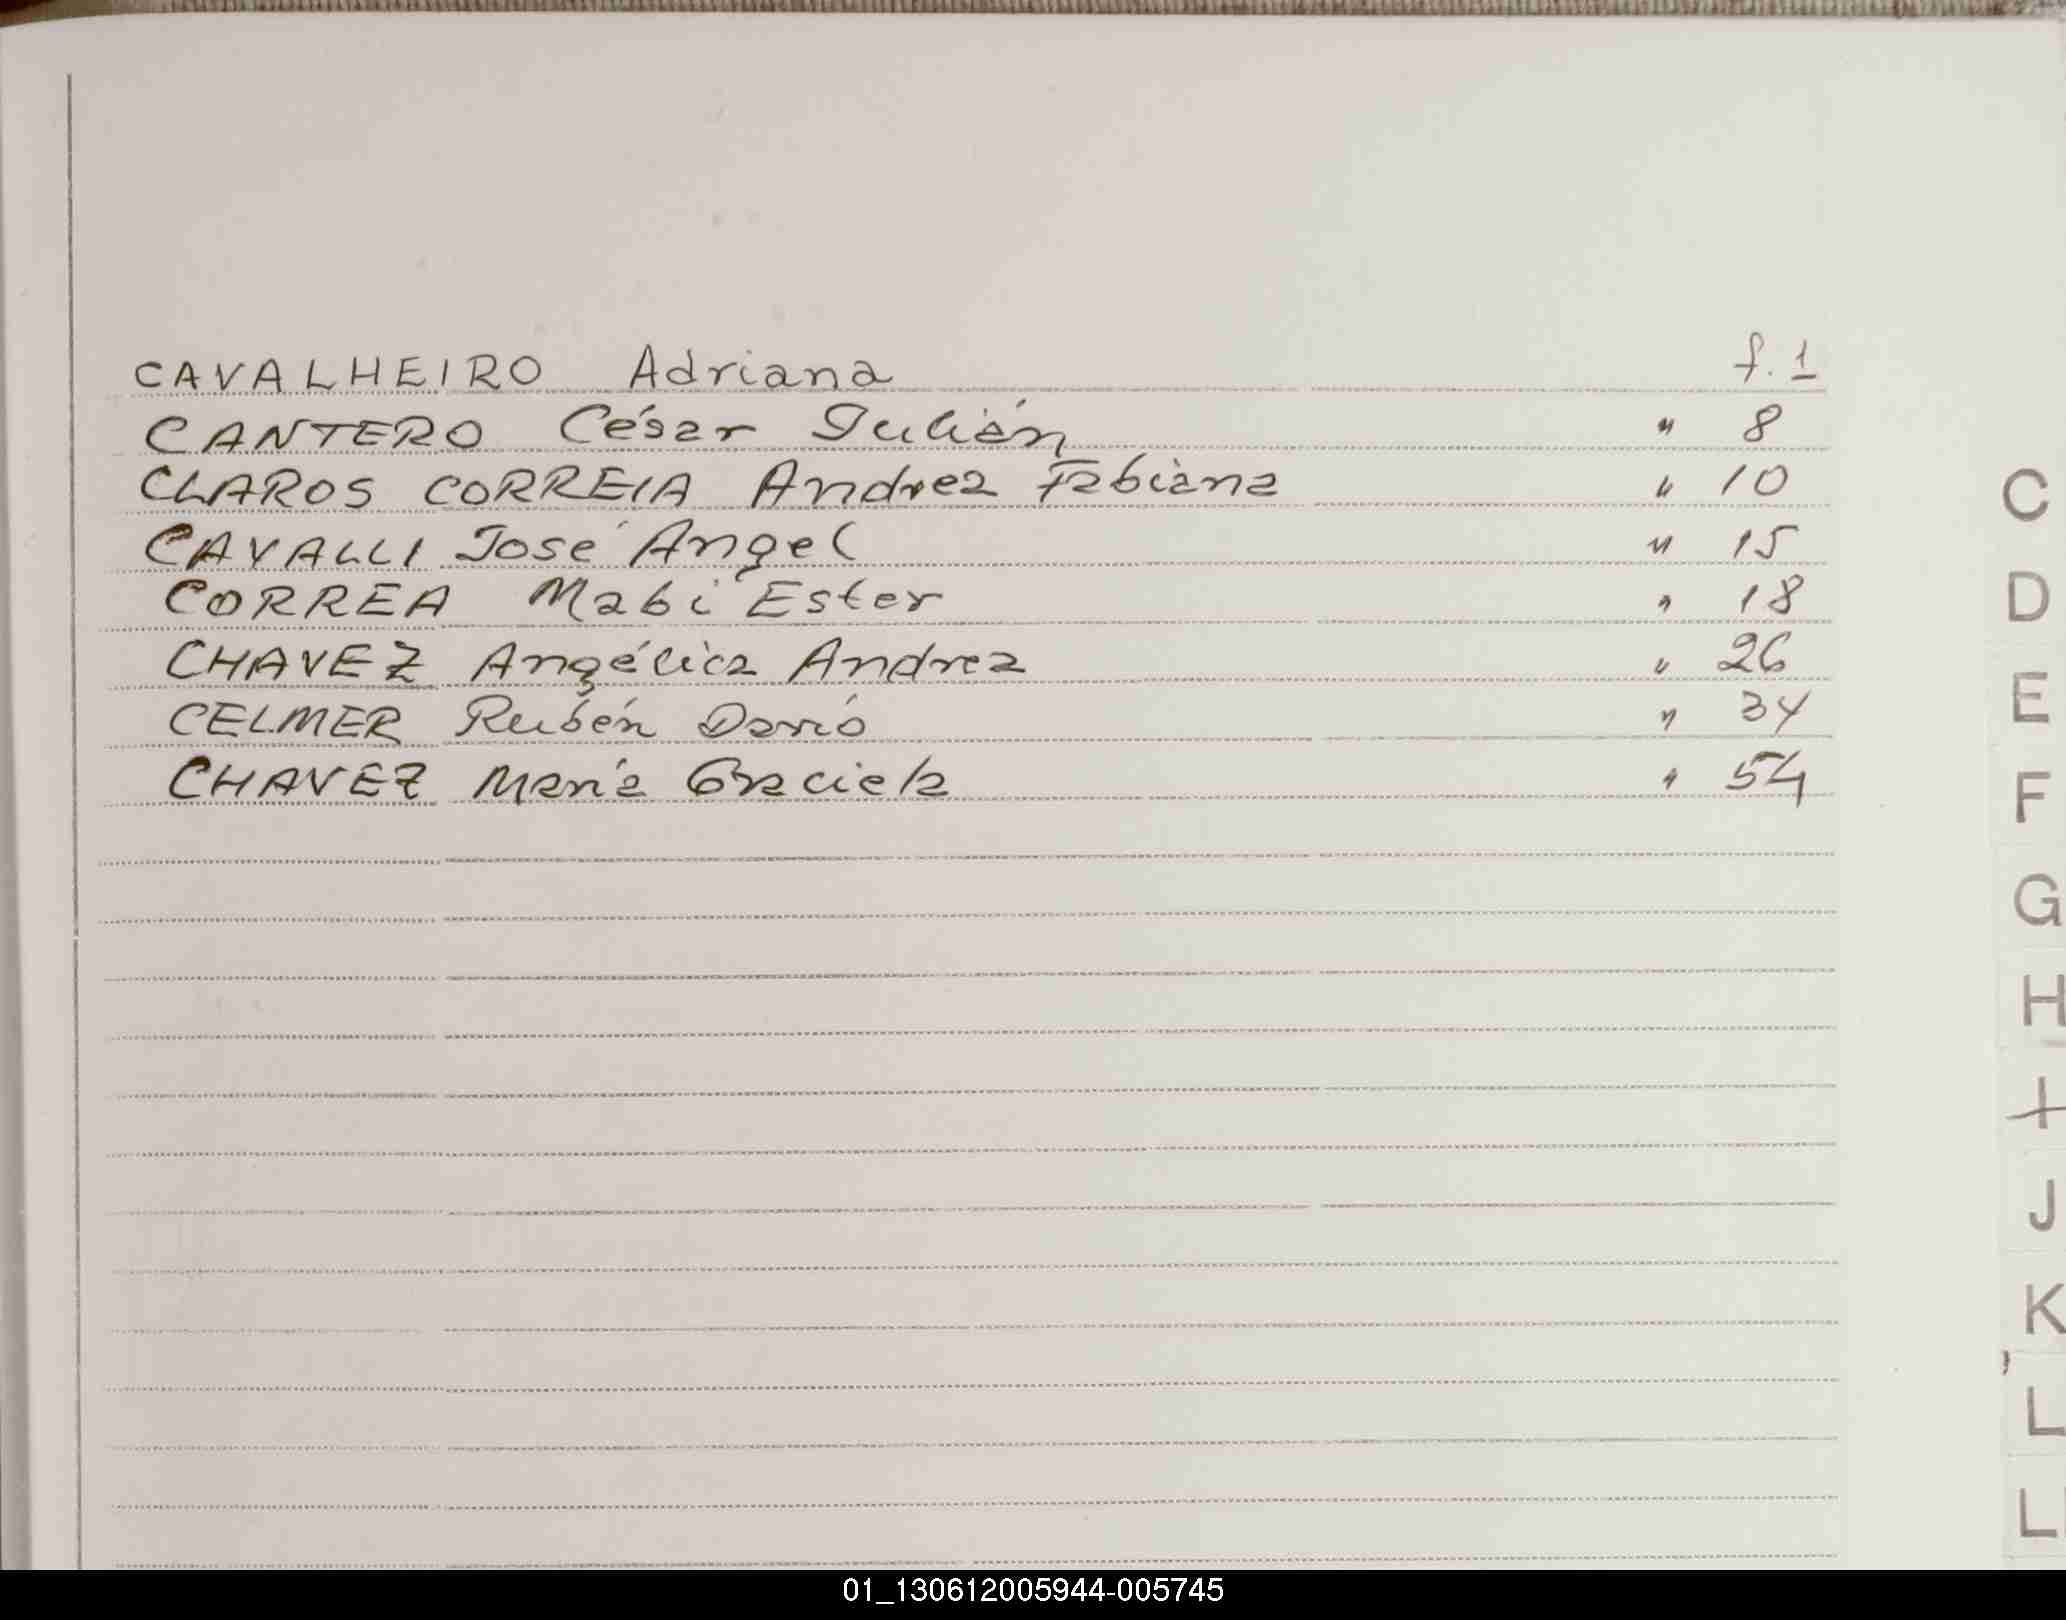 CAVALHEIRO Adriana f. 1
CANTERO César Julián " 8
CLAROS CORREIA Andrea Fabiana " 10
CAVALLI José Angel " 15
CORREA Mabi Ester " 18
CHAVEZ Angélica Andrea " 26
CELMER Rubén Darío " 34
CHAVEZ María Graciela " 54
C
D
E
F
G
H
I
J
K
L
L
01_130612005944-005745